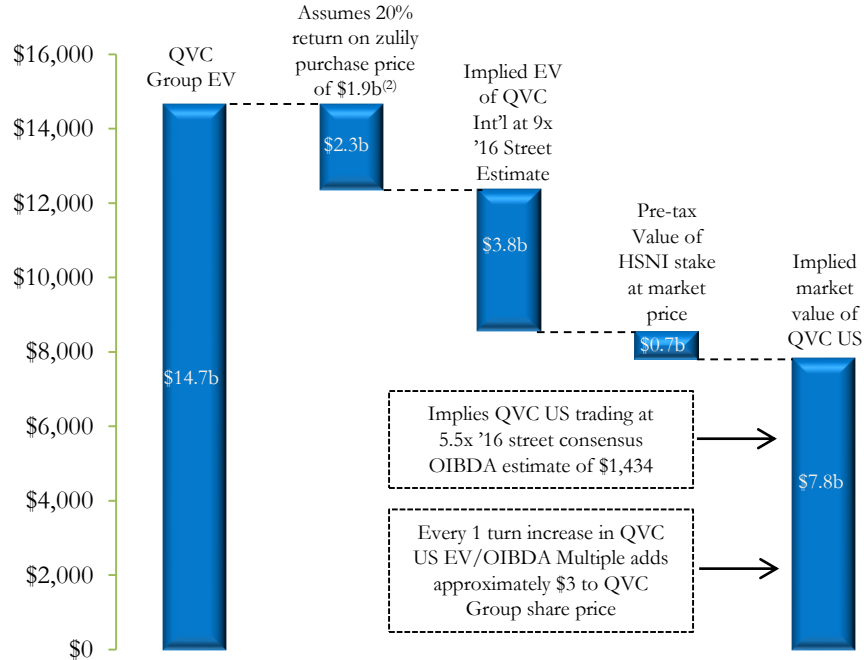 $16,000
$14,000
$12,000
$10,000
$8,000
$6,000
$4,000
$2,000
$0
QVC
Group EV
$14.7b
Assumes 20%
return on zulily
purchase price
of $1.9b(2)
$2.3b
Implied EV
of QVC
Int'l at 9x
'16 Street
Estimate
$3.8b
Pre-tax
Value of
HSNI stake
at market
price
$0.7b
Implied
market
value of
QVC US
$7.8b
Implies QVC US trading at
5.5x '16 street consensus
OIBDA estimate of $1,434
Every 1 turn increase in QVC
US EV/OIBDA Multiple adds
approximately $3 to QVC
Group share price